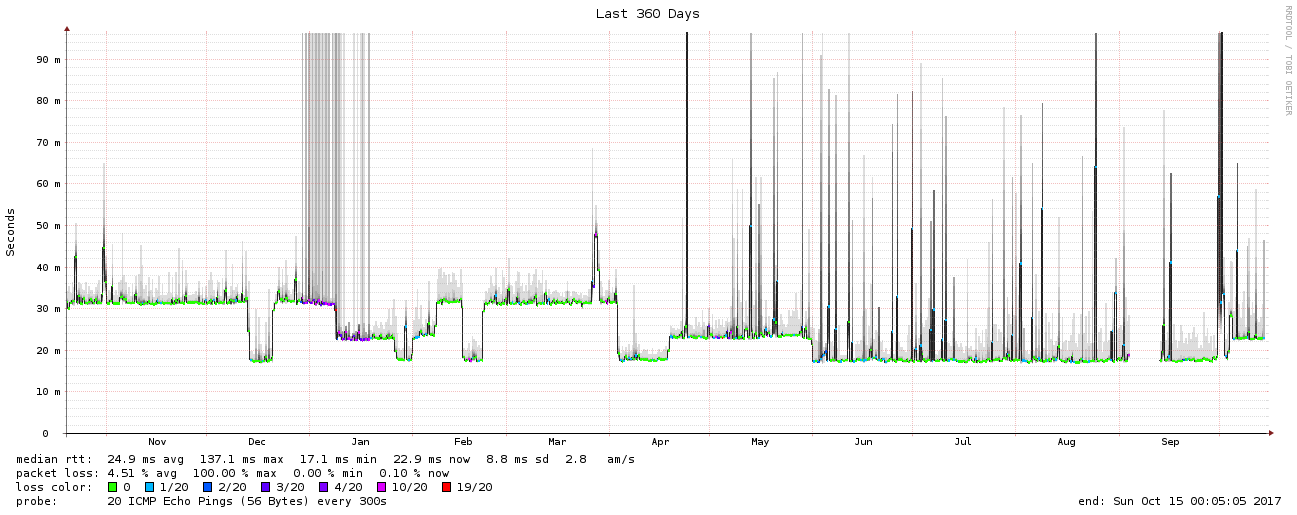 Last 360 Days
RRDTOOL / TOBI OETIKER
Seconds
90 m
80 m
70 m
60 m
50 m
40 m
30 m
20 m
10 m
0
Nov Dec Jan Feb Mar Apr May Jun Jul Aug Sep
median rtt: 24.9 ms avg 137.1 ms max 17.1 ms min 22.9 ms now 8.8 ms sd 2.8 am/s
packet loss: 4.51 % avg 100.00 % max 0.00 % min 0.10 % now
loss color: 0 1/20 2/20 3/20 4/20 10/20 19/20
probe: 20 ICMP Echo Pings (56 Bytes) every 300s end: Sun Oct 15 00:05:05 2017